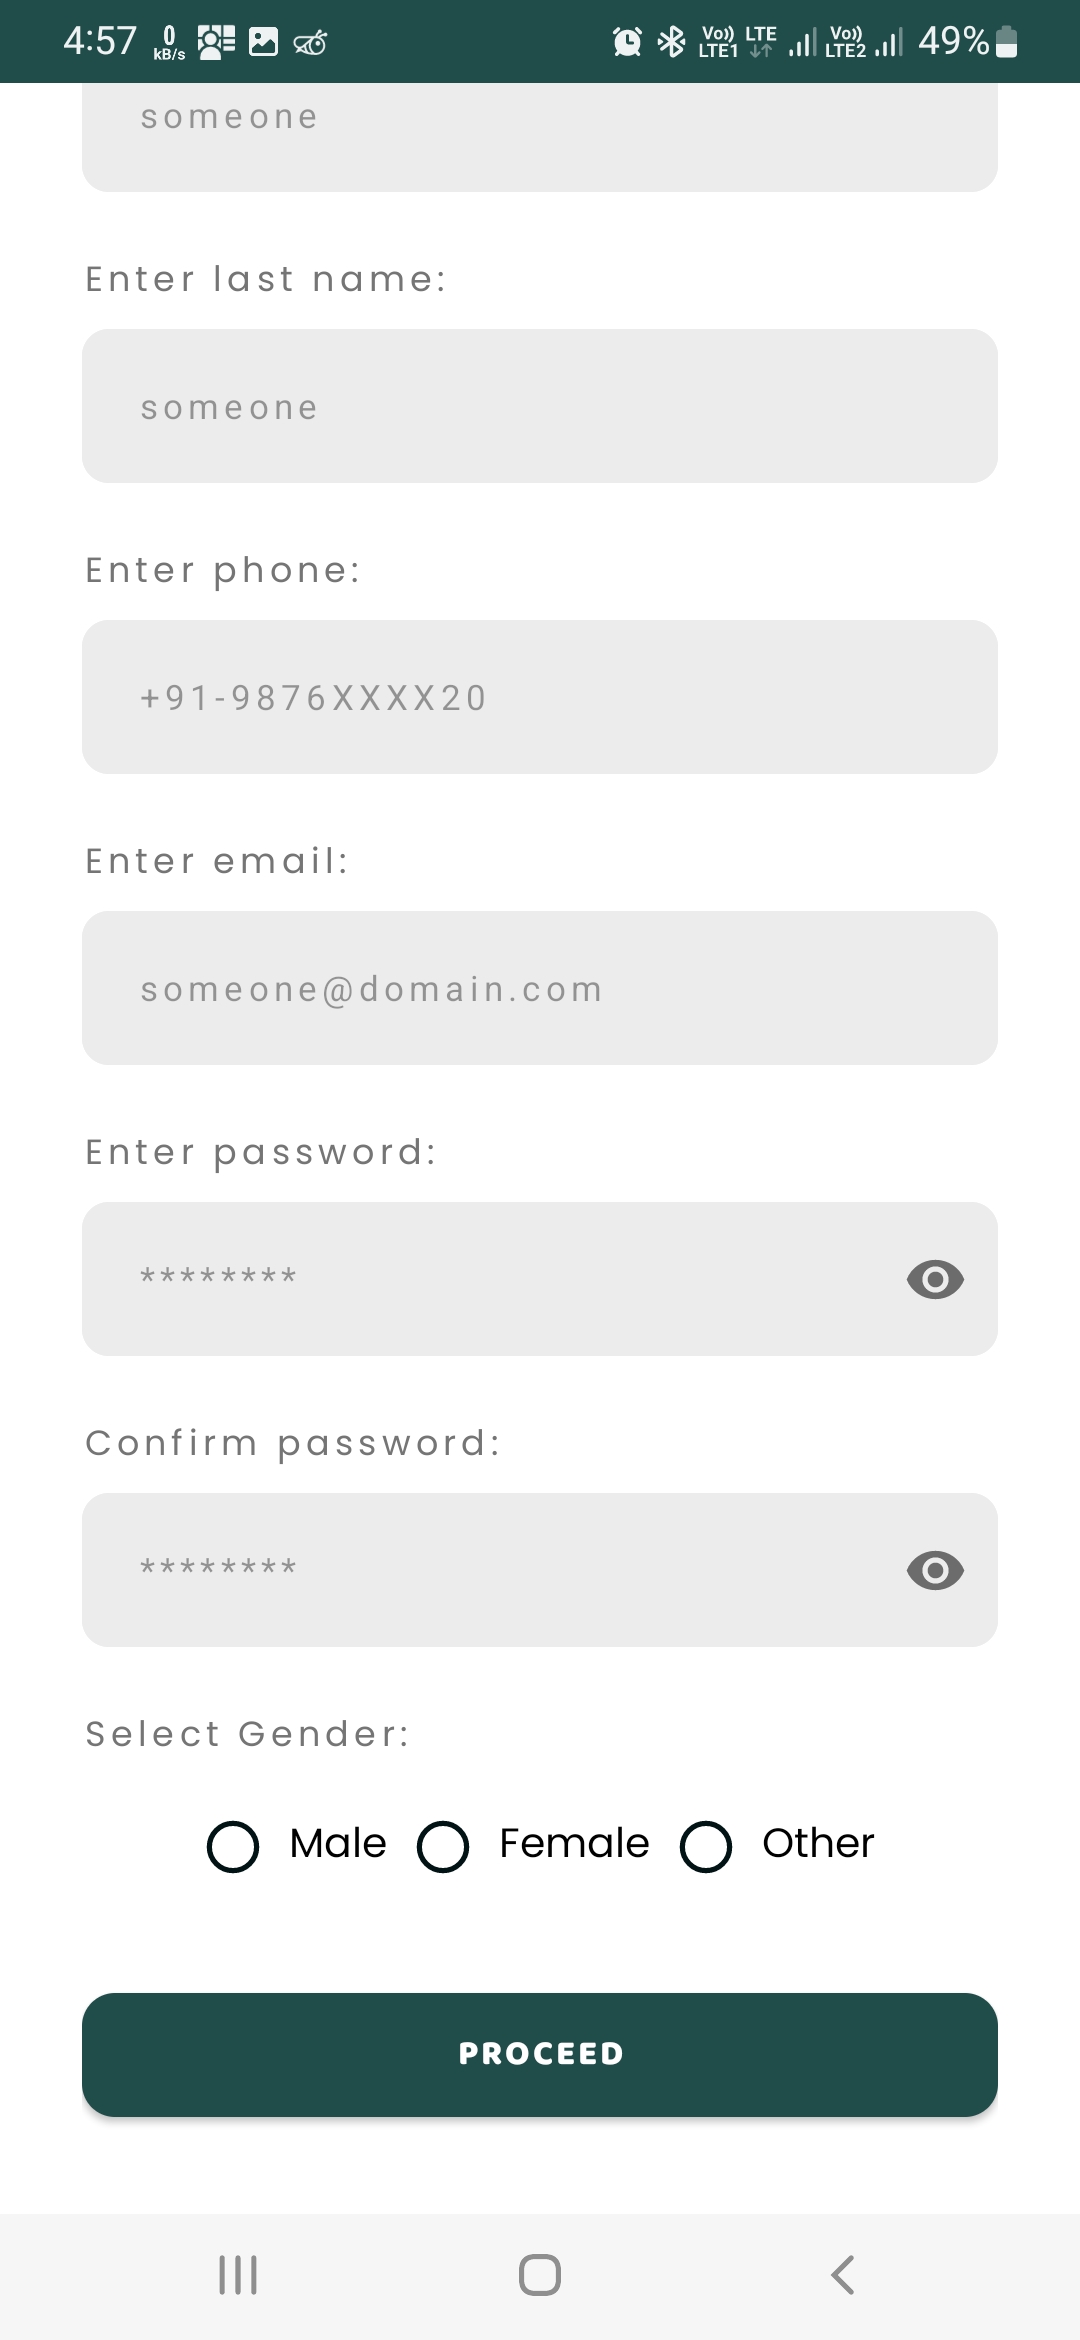 4:57 0 kB/s Vo)) LTE1 LTE Vo)) LTE2 49%
someone
Enter last name:
someone
Enter phone:
+91-9876XXXX20
Enter email:
someone@domain.com
Enter password:
********
Confirm password:
********
Select Gender:
Male Female Other
PROCEED